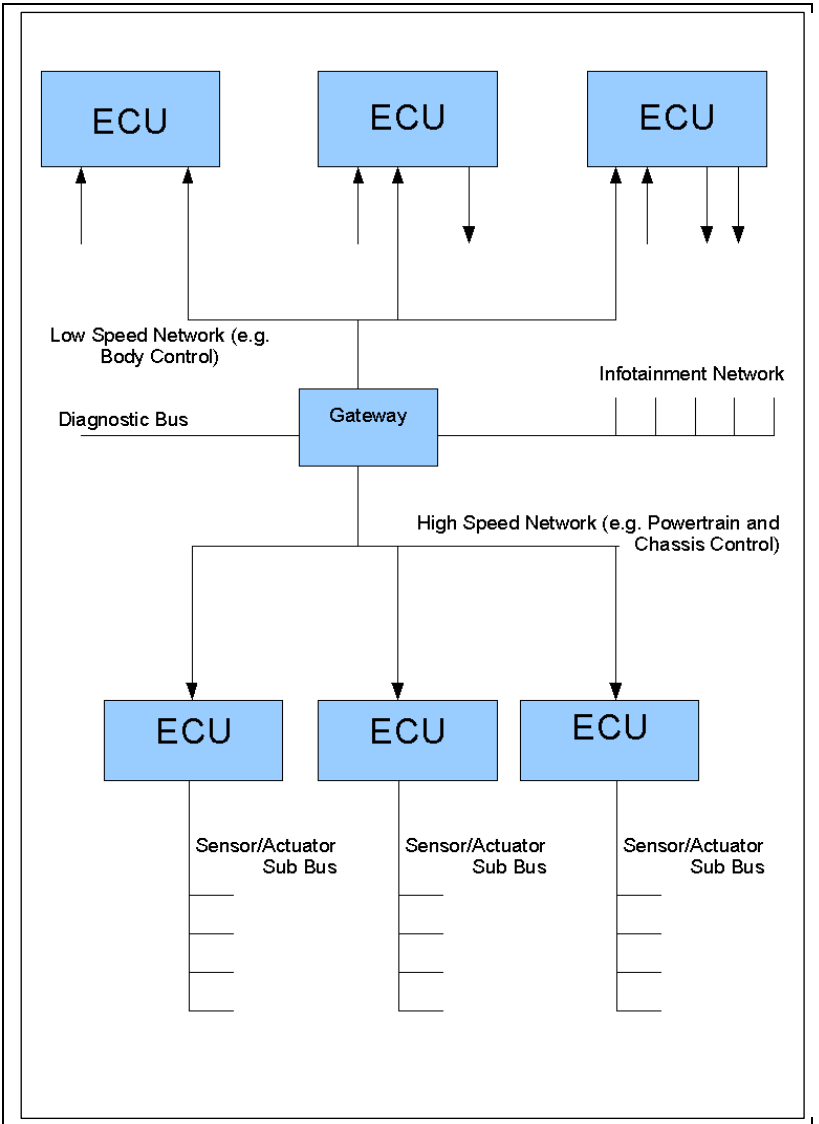 ECU
ECU
ECU
Low Speed Network (e.g.
Body Control)
Infotainment Network
Diagnostic Bus
Gateway
High Speed Network (e.g. Powertrain and
Chassis Control)
ECU
ECU
ECU
Sensor/Actuator
Sub Bus
Sensor/Actuator
Sub Bus
Sensor/Actuator
Sub Bus